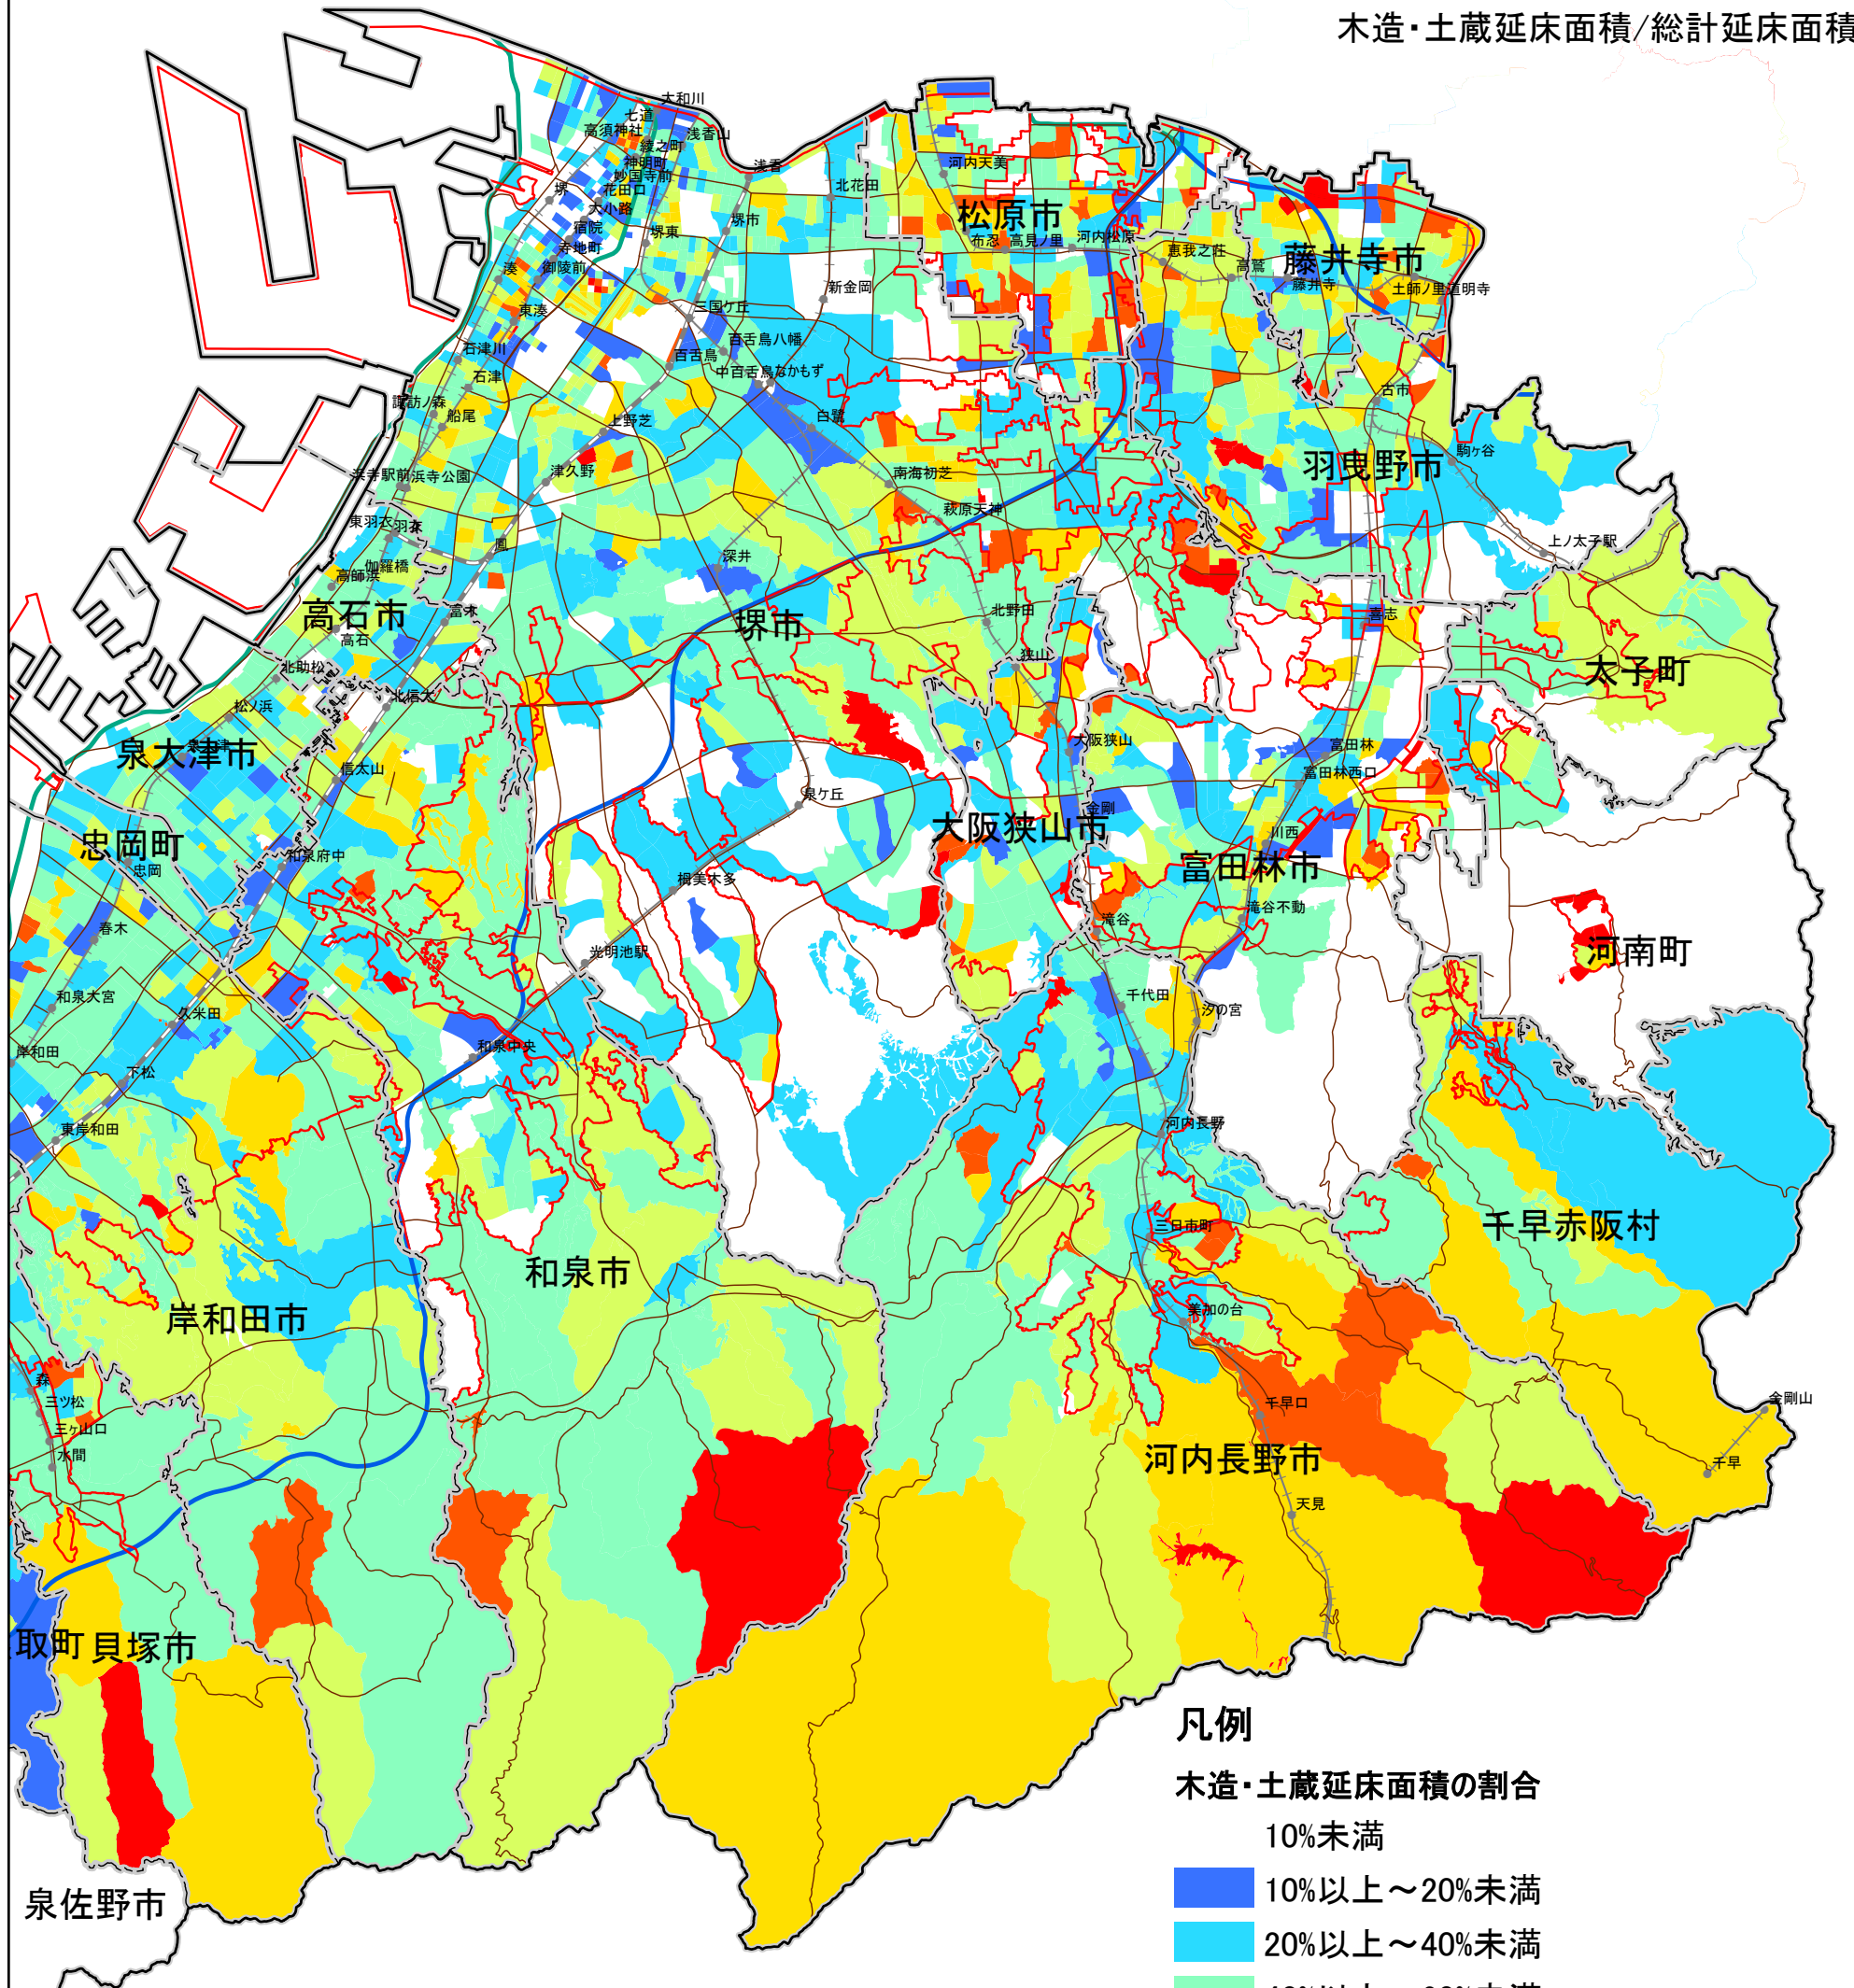 木造・土蔵延床面積/総計延床面積
大和川
七道
高須神社
浅香山
綾之町
神明町
妙国寺前
浅香
河内天美
堺
花田口
北花田
大小路
松原市
堺市
宿院
堺東
布忍
高見ノ里
河内松原
寺地町
恵我之荘
藤井寺市
湊
御陵前
高鷲
藤井寺
土師ノ里
道明寺
新金岡
東湊
三国ケ丘
百舌鳥八幡
石津川
百舌鳥
石津
中百舌鳥
なかもず
古市
諏訪ノ森
船尾
上野芝
白鷺
駒ヶ谷
羽曳野市
浜寺駅前
浜寺公園
津久野
南海初芝
萩原天神
東羽衣
羽衣
鳳
上ノ太子駅
深井
伽羅橋
高師浜
高石市
富木
堺市
北野田
喜志
高石
狭山
太子町
北助松
北信太
松ノ浜
泉大津市
大阪狭山
富田林
信太山
富田林西口
泉ケ丘
金剛
大阪狭山市
忠岡町
川西
和泉府中
忠岡
富田林市
栂美木多
滝谷
滝谷不動
春木
河南町
光明池駅
和泉大宮
千代田
久米田
汐の宮
岸和田
和泉中央
下松
東岸和田
河内長野
三日市町
千早赤阪村
和泉市
岸和田市
美加の台
森
三ツ松
千早口
金剛山
三ヶ山口
水間
河内長野市
千早
天見
取町
貝塚市
凡例
木造・土蔵延床面積の割合
10%未満
10%以上～20%未満
泉佐野市
20%以上～40%未満